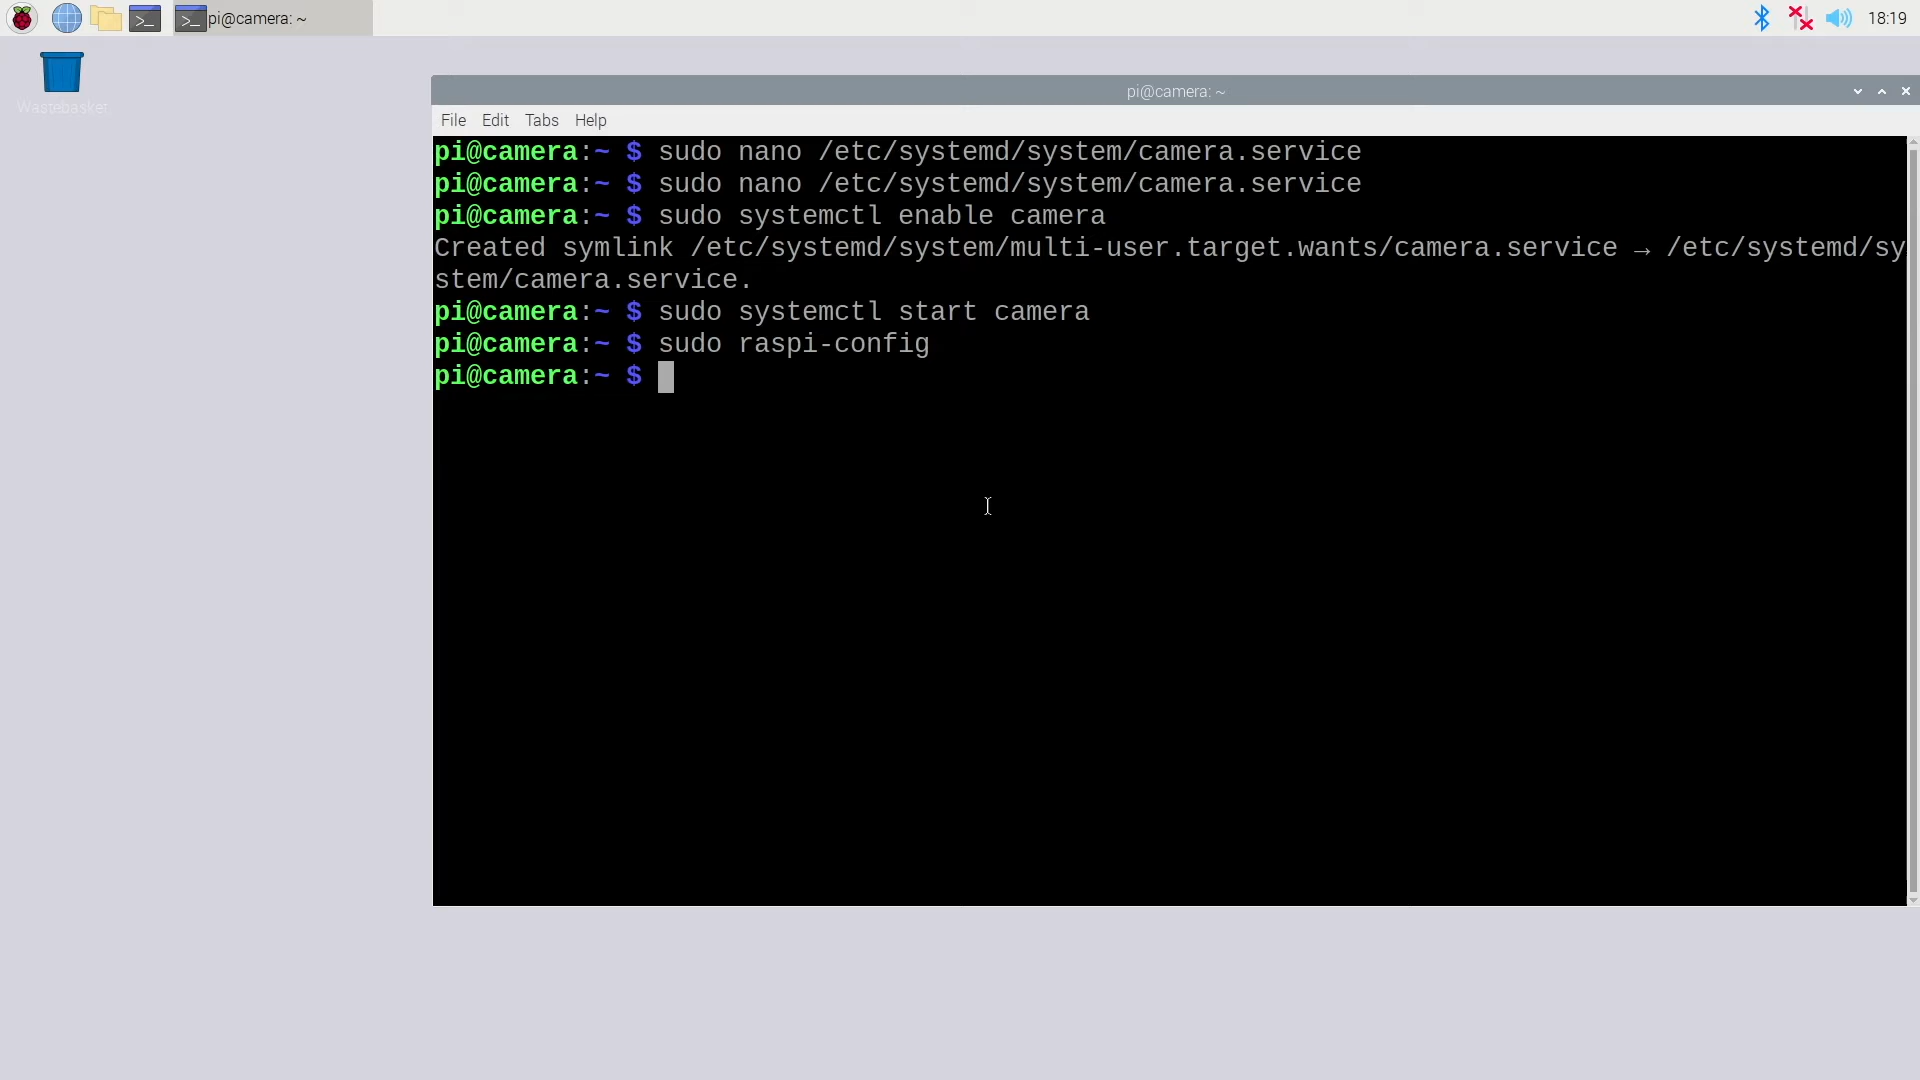 pi@camera: ~
18:19
Wastebasket
pi@camera: ~
File Edit Tabs Help
pi@camera:~ $ sudo nano /etc/systemd/system/camera.service
pi@camera:~ $ sudo nano /etc/systemd/system/camera.service
pi@camera:~ $ sudo systemctl enable camera
Created symlink /etc/systemd/system/multi-user.target.wants/camera.service → /etc/systemd/sy
stem/camera.service.
pi@camera:~ $ sudo systemctl start camera
pi@camera:~ $ sudo raspi-config
pi@camera:~ $